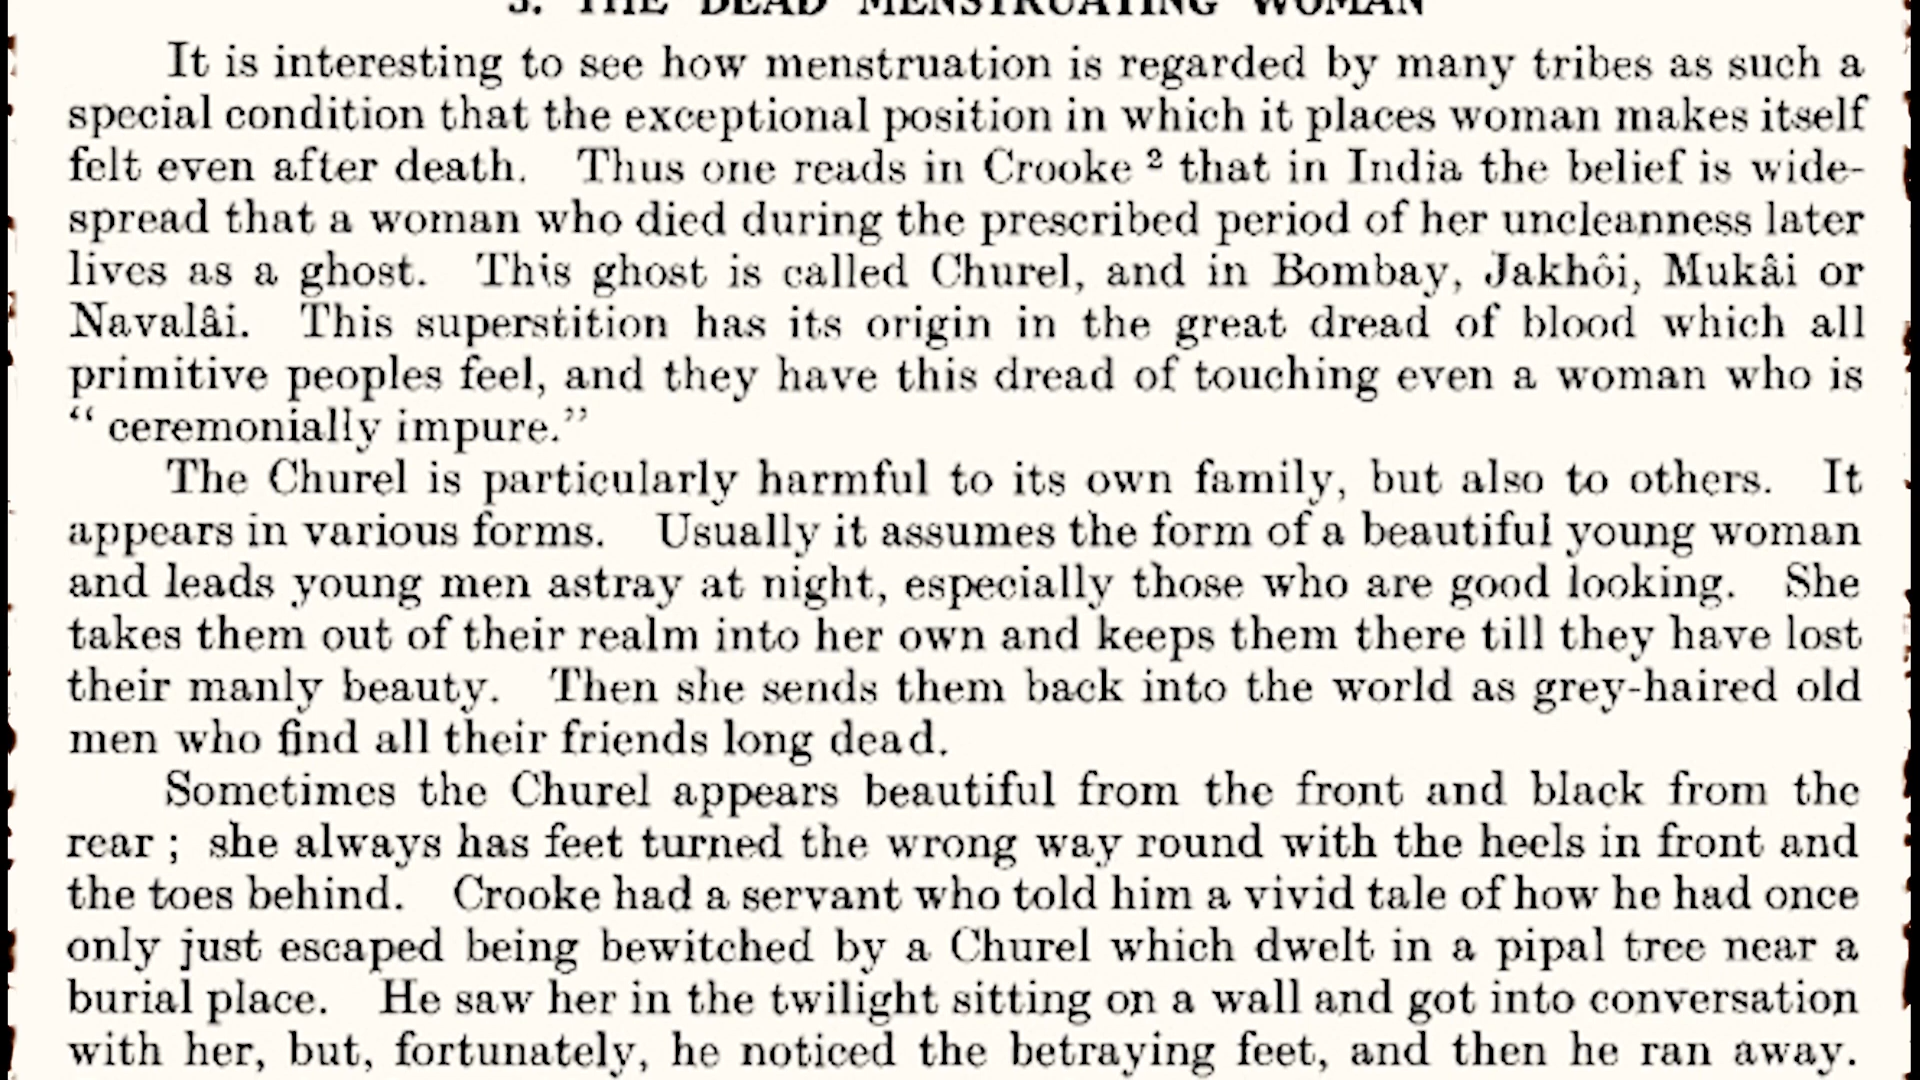 3. THE DEAD MENSTRUATING WOMAN
It is interesting to see how menstruation is regarded by many tribes as such a
special condition that the exceptional position in which it places woman makes itself
felt even after death. Thus one reads in Crooke ² that in India the belief is wide-
spread that a woman who died during the prescribed period of her uncleanness later
lives as a ghost. This ghost is called Churel, and in Bombay, Jakhôi, Mukâi or
Navalâi. This superstition has its origin in the great dread of blood which all
primitive peoples feel, and they have this dread of touching even a woman who is
“ ceremonially impure.”
The Churel is particularly harmful to its own family, but also to others. It
appears in various forms. Usually it assumes the form of a beautiful young woman
and leads young men astray at night, especially those who are good looking. She
takes them out of their realm into her own and keeps them there till they have lost
their manly beauty. Then she sends them back into the world as grey-haired old
men who find all their friends long dead.
Sometimes the Churel appears beautiful from the front and black from the
rear ; she always has feet turned the wrong way round with the heels in front and
the toes behind. Crooke had a servant who told him a vivid tale of how he had once
only just escaped being bewitched by a Churel which dwelt in a pipal tree near a
burial place. He saw her in the twilight sitting on a wall and got into conversation
with her, but, fortunately, he noticed the betraying feet, and then he ran away.